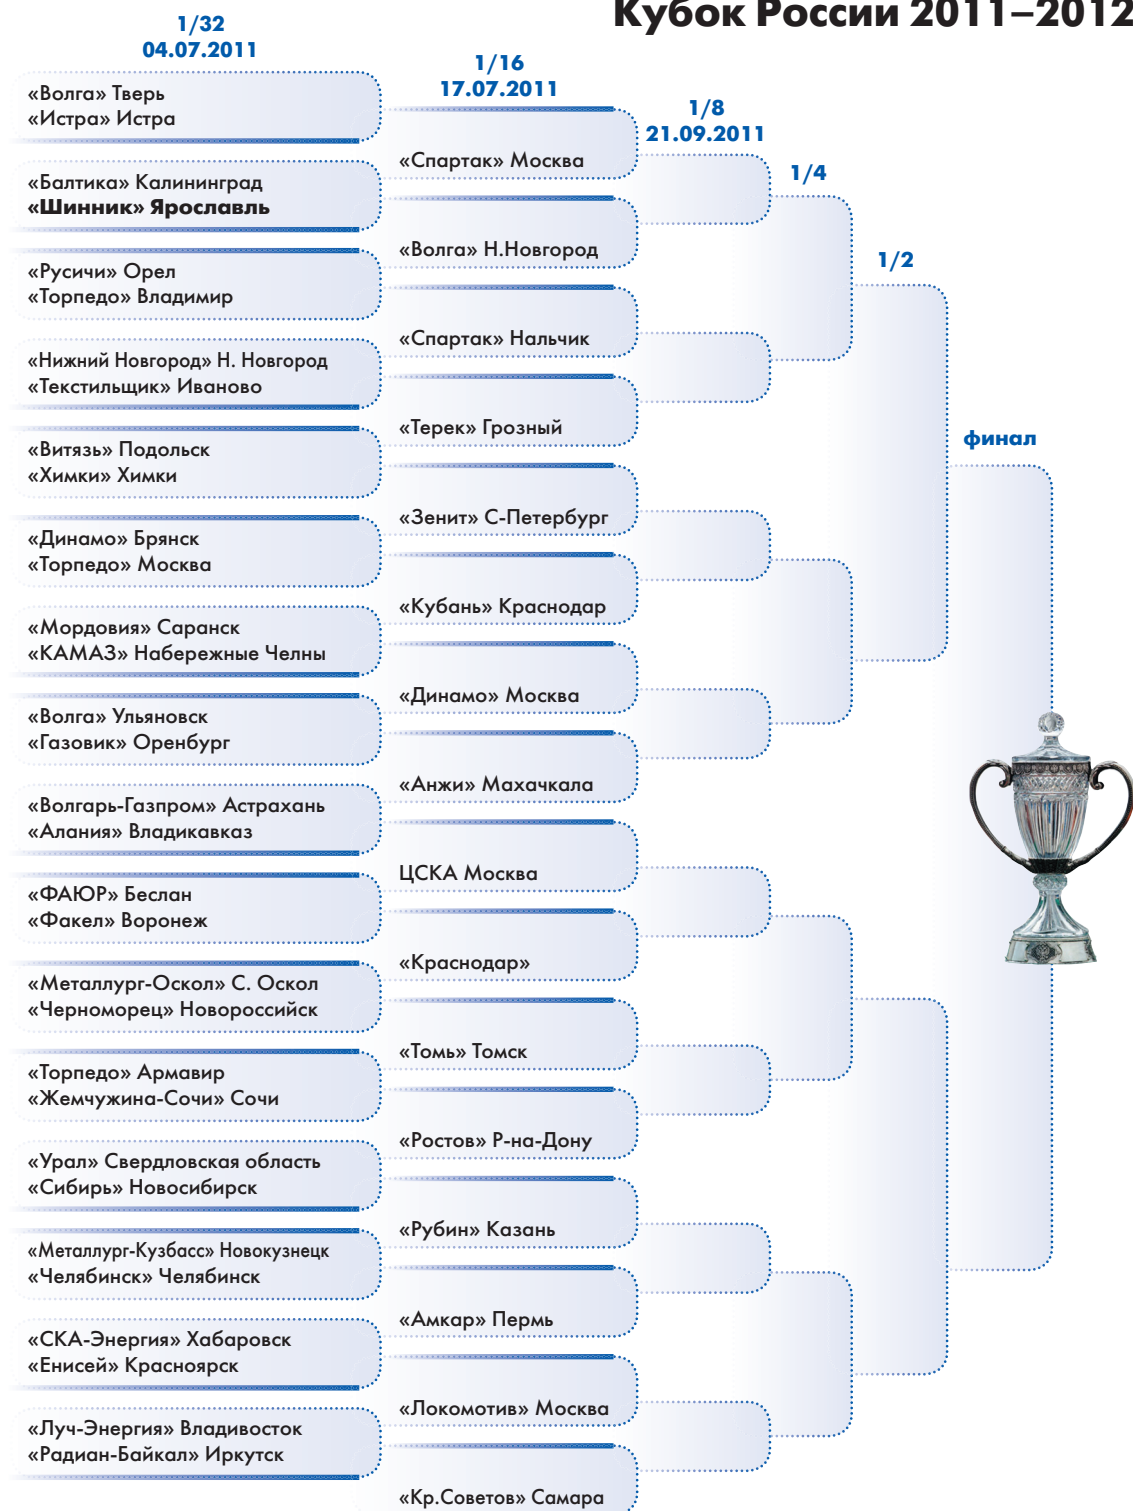 Кубок России 2011–2012
1/32
04.07.2011
«Волга» Тверь
«Истра» Истра
«Балтика» Калининград
«Шинник» Ярославль
«Русичи» Орел
«Торпедо» Владимир
«Нижний Новгород» Н. Новгород
«Текстильщик» Иваново
«Витязь» Подольск
«Химки» Химки
«Динамо» Брянск
«Торпедо» Москва
«Мордовия» Саранск
«КАМАЗ» Набережные Челны
«Волга» Ульяновск
«Газовик» Оренбург
«Волгарь-Газпром» Астрахань
«Алания» Владикавказ
«ФАЮР» Беслан
«Факел» Воронеж
«Металлург-Оскол» С. Оскол
«Черноморец» Новороссийск
«Торпедо» Армавир
«Жемчужина-Сочи» Сочи
«Урал» Свердловская область
«Сибирь» Новосибирск
«Металлург-Кузбасс» Новокузнецк
«Челябинск» Челябинск
«СКА-Энергия» Хабаровск
«Енисей» Красноярск
«Луч-Энергия» Владивосток
«Радиан-Байкал» Иркутск
1/16
17.07.2011
«Спартак» Москва
«Волга» Н.Новгород
«Спартак» Нальчик
«Терек» Грозный
«Зенит» С-Петербург
«Кубань» Краснодар
«Динамо» Москва
«Анжи» Махачкала
ЦСКА Москва
«Краснодар»
«Томь» Томск
«Ростов» Р-на-Дону
«Рубин» Казань
«Амкар» Пермь
«Локомотив» Москва
«Кр.Советов» Самара
1/8
21.09.2011
1/4
1/2
финал